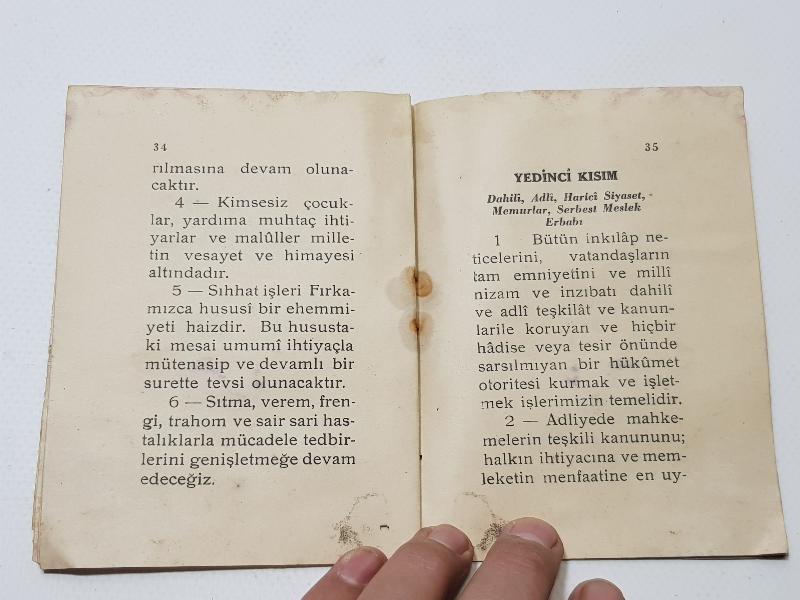 34
rılmasına devam oluna-
caktır.
4 — Kimsesiz çocuk-
lar, yardıma muhtaç ihti-
yarlar ve malûller mille-
tin vesayet ve himayesi
altındadır.
5 — Sıhhat işleri Fırka-
mızca hususî bir ehemmi-
yeti haizdir. Bu hususta-
ki mesai umumî ihtiyaçla
mütenasip ve devamlı bir
surette tevsi olunacaktır.
6 — Sıtma, verem, fren-
gi, trahom ve sair sari has-
talıklarla mücadele tedbir-
lerini genişletmeğe devam
edeceğiz.
35
YEDİNCİ KISIM
Dahilî, Adlî, Haricî Siyaset,
Memurlar, Serbest Meslek
Erbabı
1 Bütün inkılâp ne-
ticelerini, vatandaşların
tam emniyetini ve millî
nizam ve inzıbatı dahilî
ve adlî teşkilât ve kanun-
larile koruyan ve hiçbir
hâdise veya tesir önünde
sarsılmıyan bir hükûmet
otoritesi kurmak ve işlet-
mek işlerimizin temelidir.
2 — Adliyede mahke-
melerin teşkili kanununu;
halkın ihtiyacına ve mem-
leketin menfaatine en uy-